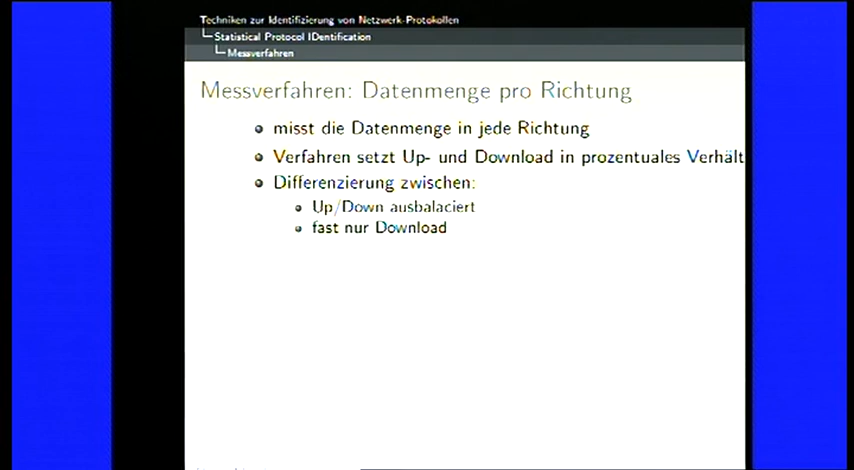 Techniken zur Identifizierung von Netzwerk-Protokollen
Statistical Protocol IDentification
Messverfahren
Messverfahren: Datenmenge pro Richtung
misst die Datenmenge in jede Richtung
Verfahren setzt Up- und Download in prozentuales Verhält
Differenzierung zwischen:
Up/Down ausbalaciert
fast nur Download